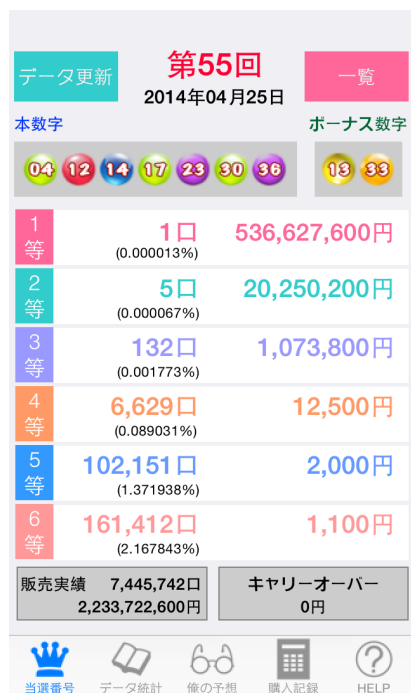 データ更新
第55回
2014年04月25日
一覧
本数字
ボーナス数字
04 12 14 17 23 30 36
13 33
1等
1口
536,627,600円
(0.000013%)
2等
5口
20,250,200円
(0.000067%)
3等
132口
1,073,800円
(0.001773%)
4等
6,629口
12,500円
(0.089031%)
5等
102,151口
2,000円
(1.371938%)
6等
161,412口
1,100円
(2.167843%)
販売実績 7,445,742口
2,233,722,600円
キャリーオーバー
0円
当選番号
データ統計
俺の予想
購入記録
HELP